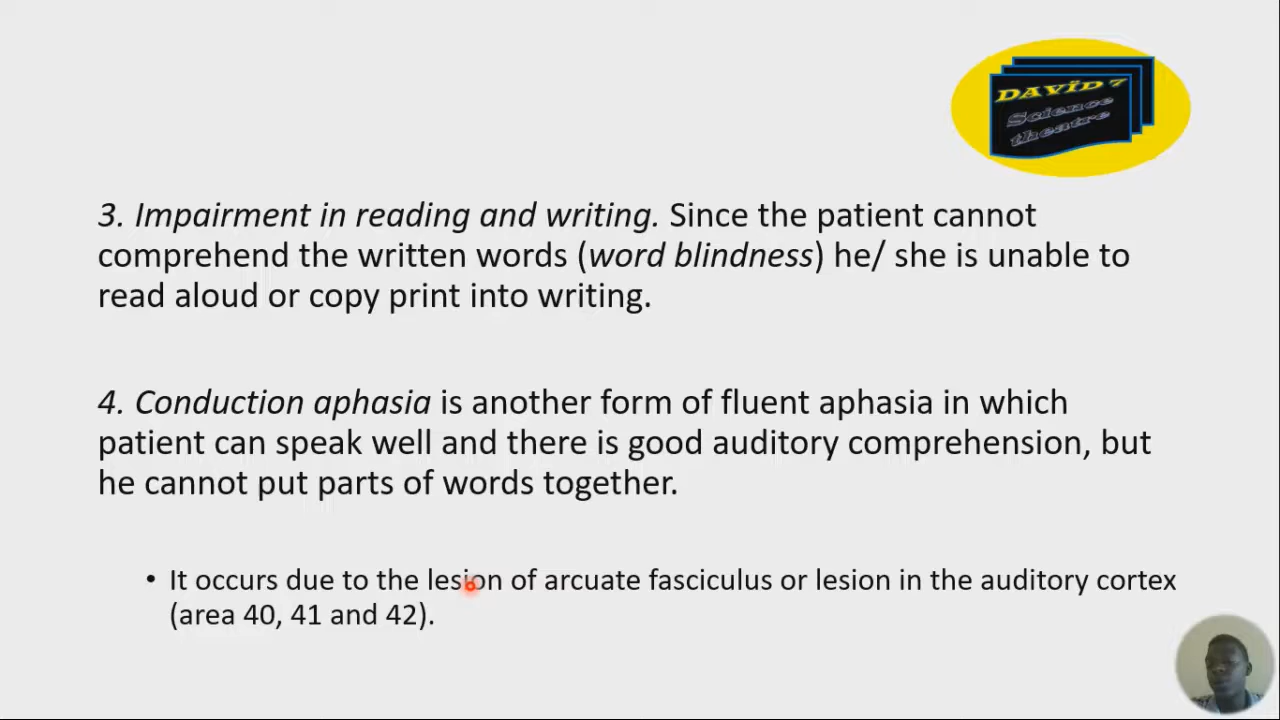 DAVÏD 7
Science
theatre
3. Impairment in reading and writing. Since the patient cannot
comprehend the written words (word blindness) he/ she is unable to
read aloud or copy print into writing.
4. Conduction aphasia is another form of fluent aphasia in which
patient can speak well and there is good auditory comprehension, but
he cannot put parts of words together.
• It occurs due to the lesion of arcuate fasciculus or lesion in the auditory cortex
(area 40, 41 and 42).